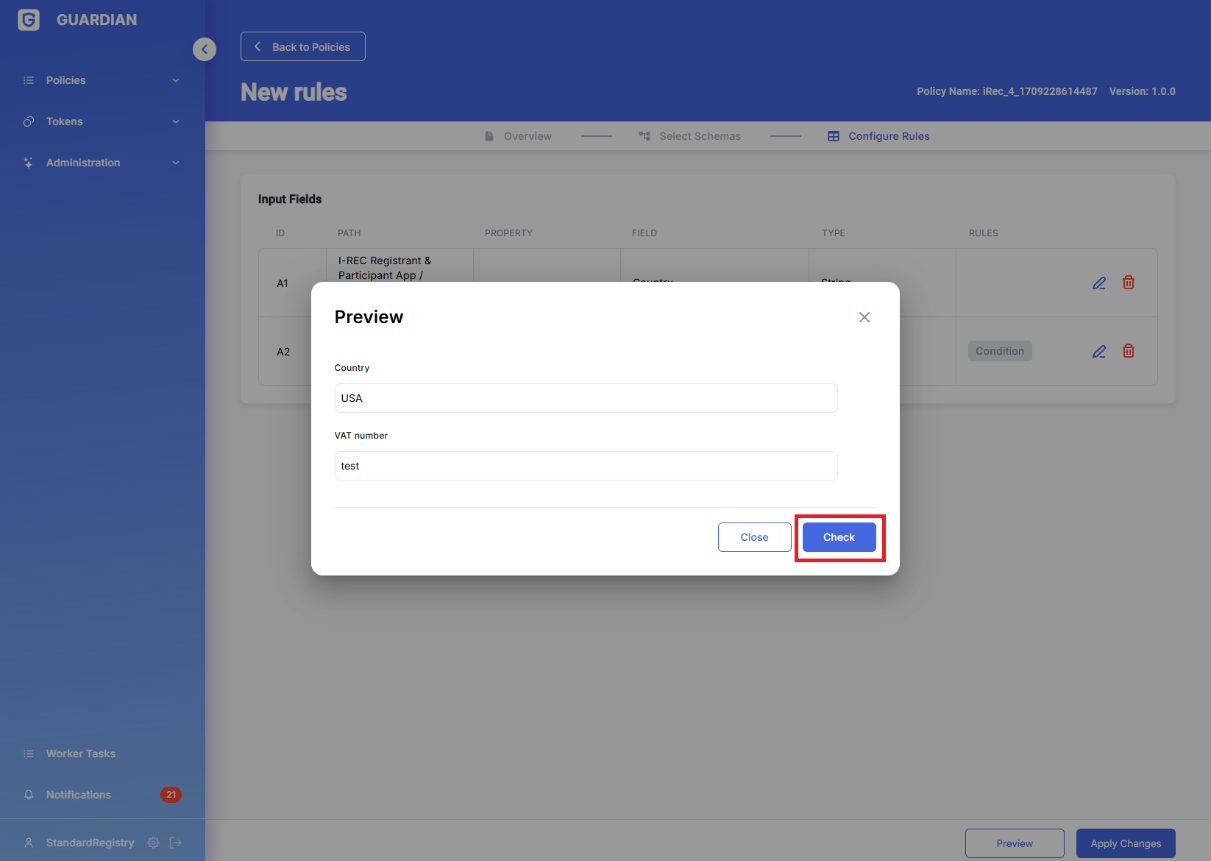 GUARDIAN
Policies
Tokens
Administration
Worker Tasks
Notifications
21
StandardRegistry
Back to Policies
New rules
Policy Name: iRec_4_1709228614487 Version: 1.0.0
Overview
Select Schemas
Configure Rules
Input Fields
ID PATH PROPERTY FIELD TYPE RULES
I-REC Registrant &
Participant App /
A1 Country String
A2 Condition
Preview
Country
USA
VAT number
test
Close
Check
Preview
Apply Changes